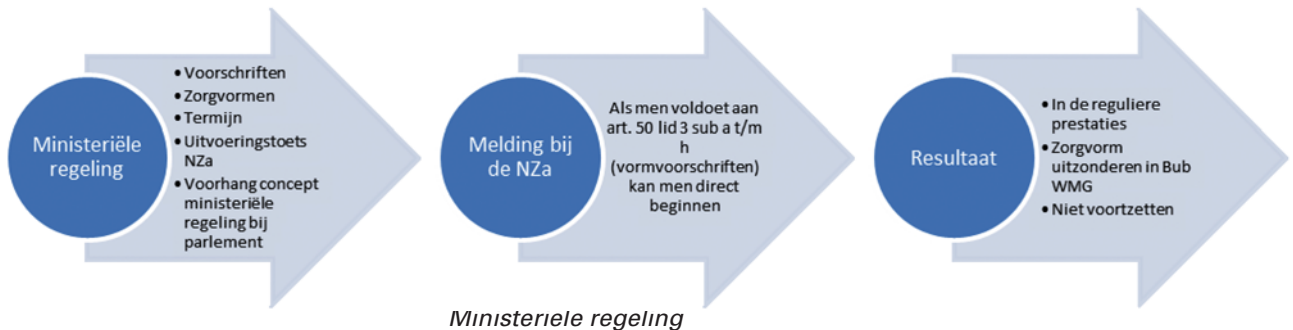 Ministeriële
regeling
• Voorschriften
• Zorgvormen
• Termijn
• Uitvoeringstoets
NZa
• Voorhang concept
ministeriële
regeling bij
parlement
Melding bij
de NZa
Als men voldoet aan
art. 50 lid 3 sub a t/m
h
(vormvoorschriften)
kan men direct
beginnen
Resultaat
• In de reguliere
prestaties
• Zorgvorm
uitzonderen in Bub
WMG
• Niet voortzetten
Ministeriele regeling